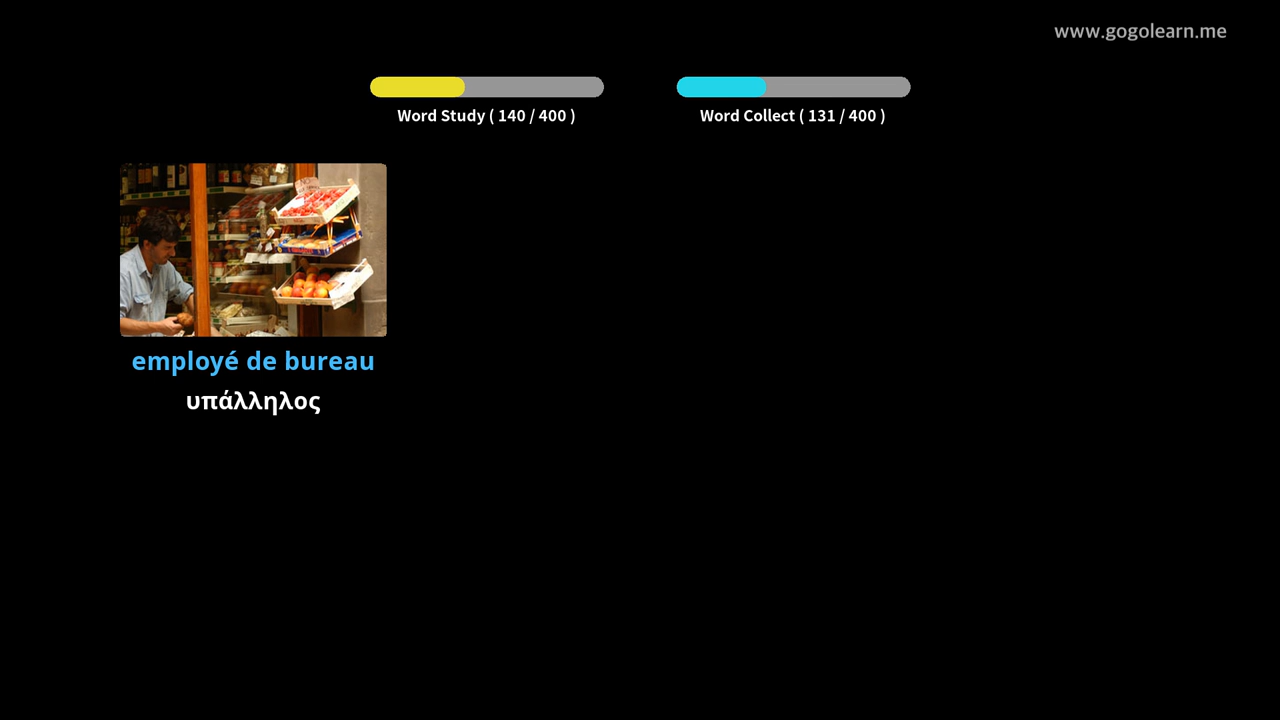 www.gogolearn.me
Word Study ( 140 / 400 )
Word Collect ( 131 / 400 )
employé de bureau
υπάλληλος